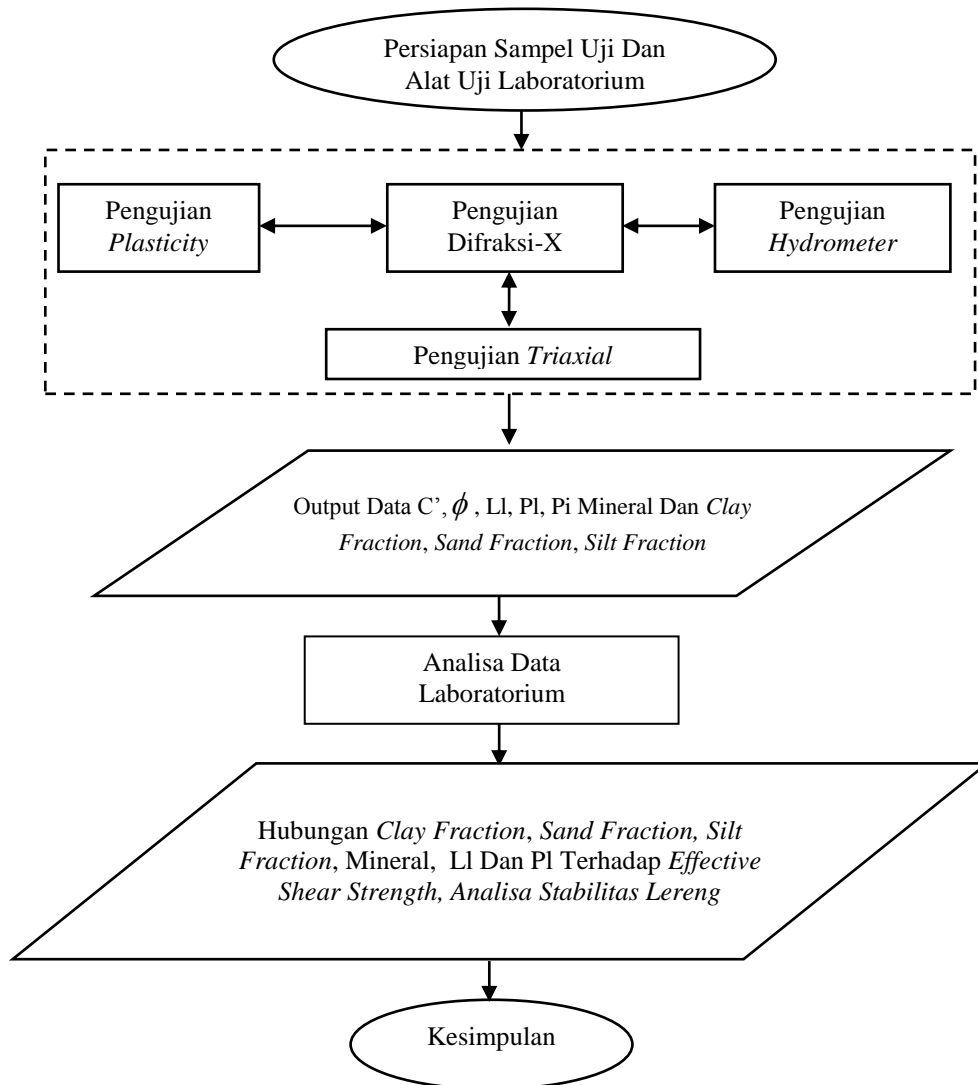 Persiapan Sampel Uji Dan
Alat Uji Laboratorium
Pengujian
Plasticity
Pengujian
Difraksi-X
Pengujian
Hydrometer
Pengujian Triaxial
Output Data C’, ϕ , Ll, Pl, Pi Mineral Dan Clay
Fraction, Sand Fraction, Silt Fraction
Analisa Data
Laboratorium
Hubungan Clay Fraction, Sand Fraction, Silt
Fraction, Mineral, Ll Dan Pl Terhadap Effective
Shear Strength, Analisa Stabilitas Lereng
Kesimpulan